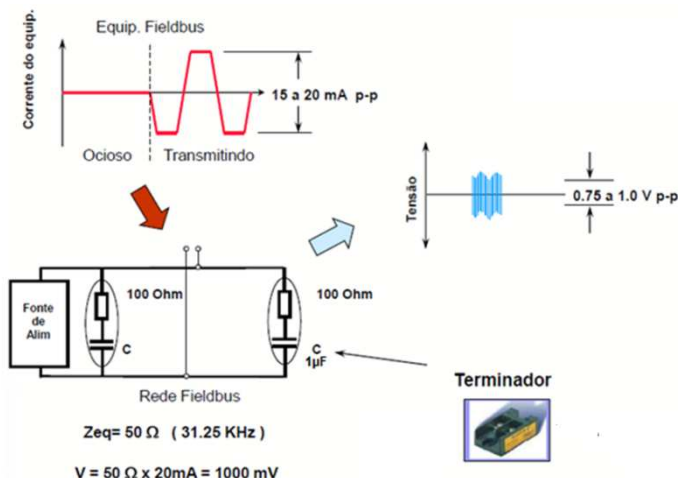 Equip. Fieldbus
Corrente do equip.
15 a 20 mA p-p
Ocioso
Transmitindo
Tensão
0.75 a 1.0 V p-p
100 Ohm
100 Ohm
Fonte
de
Alim
C
C
1µF
Rede Fieldbus
Terminador
Zeq= 50 Ω ( 31.25 KHz )
V = 50 Ω x 20mA = 1000 mV